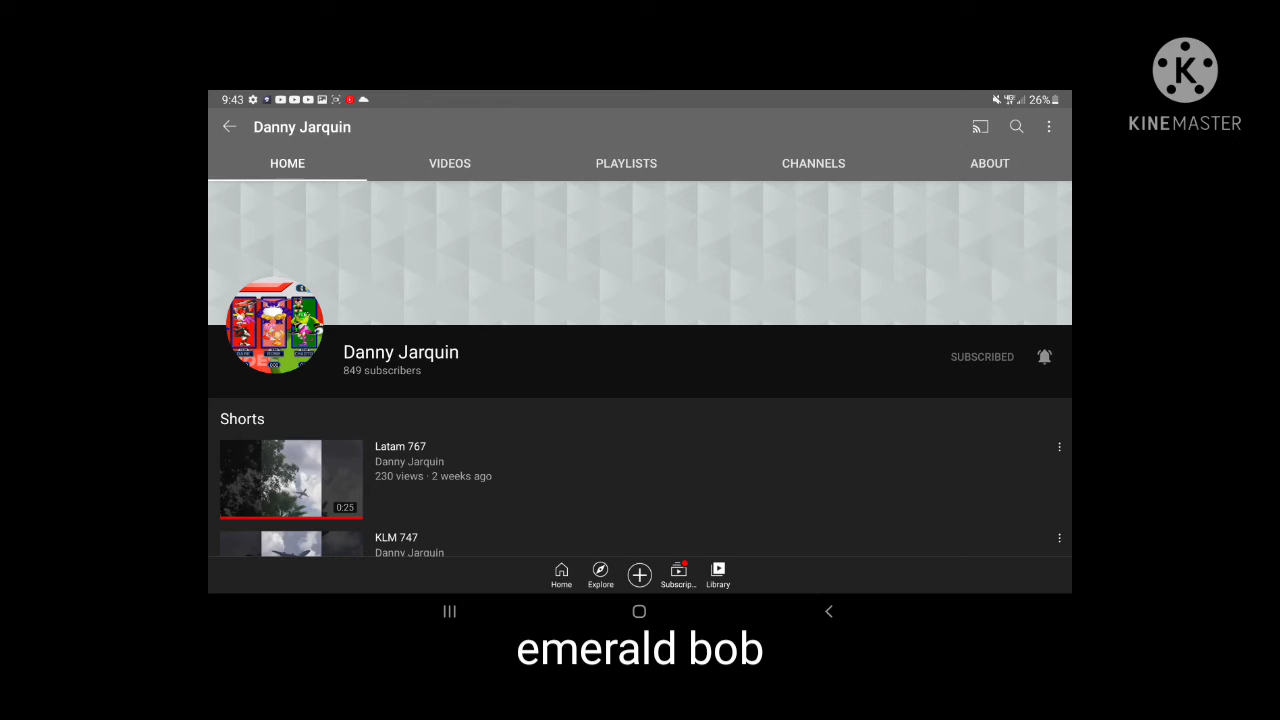 KINEMASTER
9:43
26%
Danny Jarquin
HOME VIDEOS PLAYLISTS CHANNELS ABOUT
Danny Jarquin
849 subscribers
SUBSCRIBED
Shorts
Latam 767
Danny Jarquin
230 views · 2 weeks ago
0:25
KLM 747
Danny Jarquin
Home Explore Subscrip... Library
emerald bob